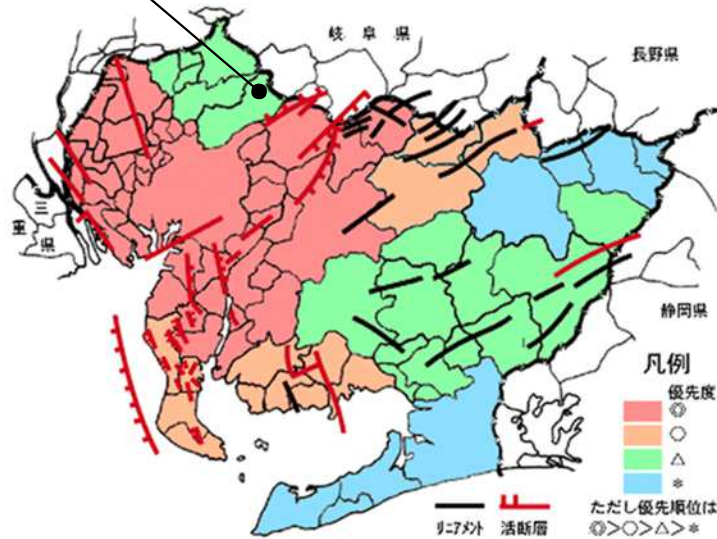 岐阜県
長野県
三重県
静岡県
凡例
優先度
◎
○
△
*
リニアメント
活断層
ただし優先順位は
◎>○>△>*